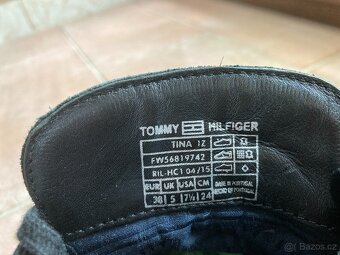 TOMMY HILFIGER
TINA 1Z
FW56819742
RIL-HC1 04/15
EUR UK USA CM
38 5 7½ 24
MADE IN PORTUGAL
Bazoš.cz